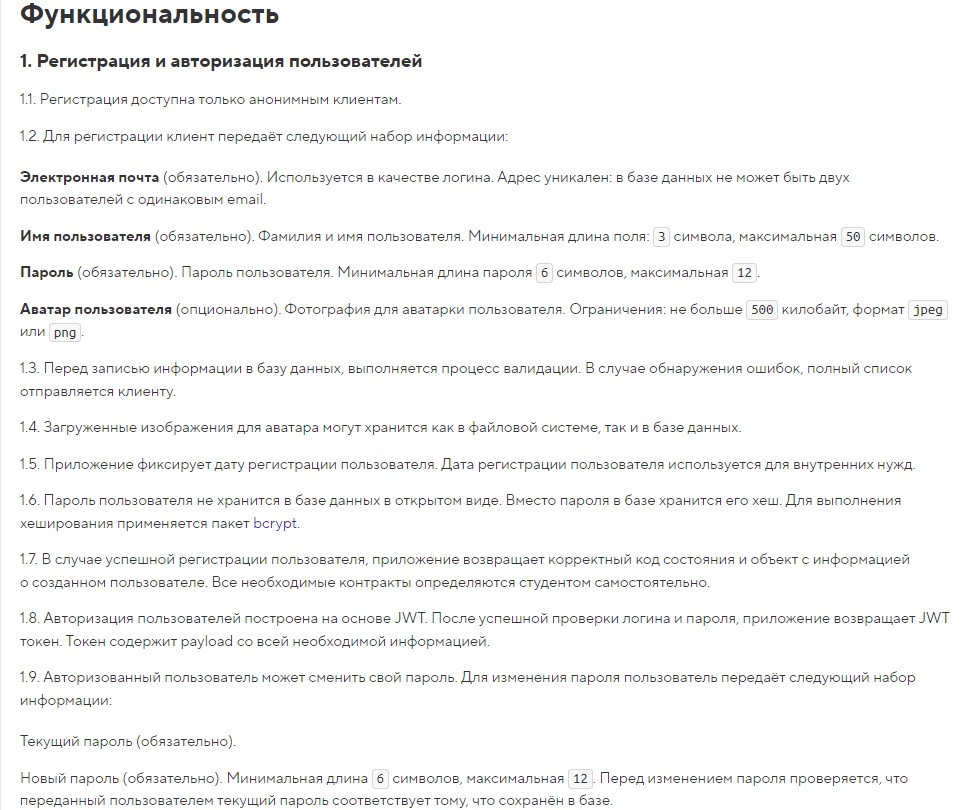 Функциональность
1. Регистрация и авторизация пользователей
1.1. Регистрация доступна только анонимным клиентам.
1.2. Для регистрации клиент передаёт следующий набор информации:
Электронная почта (обязательно). Используется в качестве логина. Адрес уникален: в базе данных не может быть двух
пользователей с одинаковым email.
Имя пользователя (обязательно). Фамилия и имя пользователя. Минимальная длина поля: 3 символа, максимальная 50 символов.
Пароль (обязательно). Пароль пользователя. Минимальная длина пароля 6 символов, максимальная 12.
Аватар пользователя (опционально). Фотография для аватарки пользователя. Ограничения: не больше 500 килобайт, формат jpeg
или png.
1.3. Перед записью информации в базу данных, выполняется процесс валидации. В случае обнаружения ошибок, полный список
отправляется клиенту.
1.4. Загруженные изображения для аватара могут хранится как в файловой системе, так и в базе данных.
1.5. Приложение фиксирует дату регистрации пользователя. Дата регистрации пользователя используется для внутренних нужд.
1.6. Пароль пользователя не хранится в базе данных в открытом виде. Вместо пароля в базе хранится его хеш. Для выполнения
хеширования применяется пакет bcrypt.
1.7. В случае успешной регистрации пользователя, приложение возвращает корректный код состояния и объект с информацией
о созданном пользователе. Все необходимые контракты определяются студентом самостоятельно.
1.8. Авторизация пользователей построена на основе JWT. После успешной проверки логина и пароля, приложение возвращает JWT
токен. Токен содержит payload со всей необходимой информацией.
1.9. Авторизованный пользователь может сменить свой пароль. Для изменения пароля пользователь передаёт следующий набор
информации:
Текущий пароль (обязательно).
Новый пароль (обязательно). Минимальная длина 6 символов, максимальная 12. Перед изменением пароля проверяется, что
переданный пользователем текущий пароль соответствует тому, что сохранён в базе.